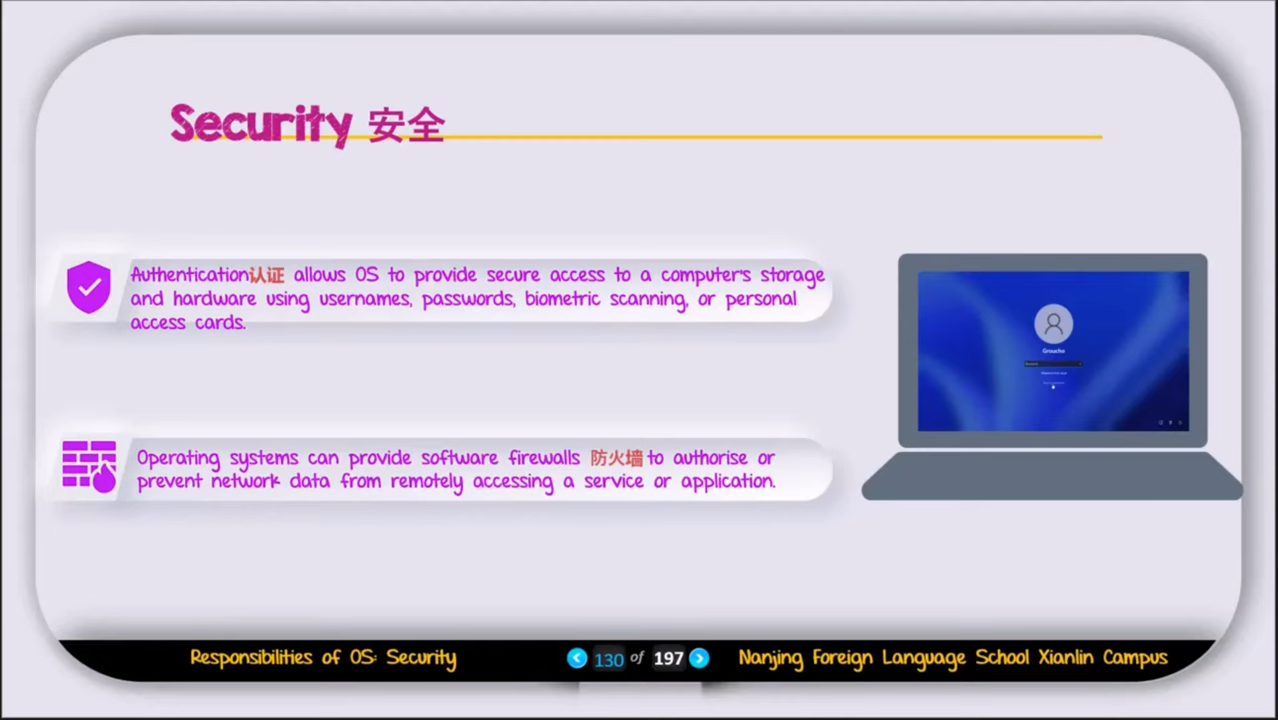 Security 安全
Authentication认证 allows OS to provide secure access to a computer's storage
and hardware using usernames, passwords, biometric scanning, or personal
access cards.
Groucho
Operating systems can provide software firewalls 防火墙 to authorise or
prevent network data from remotely accessing a service or application.
Responsibilities of OS: Security
130 of 197
Nanjing Foreign Language School Xianlin Campus